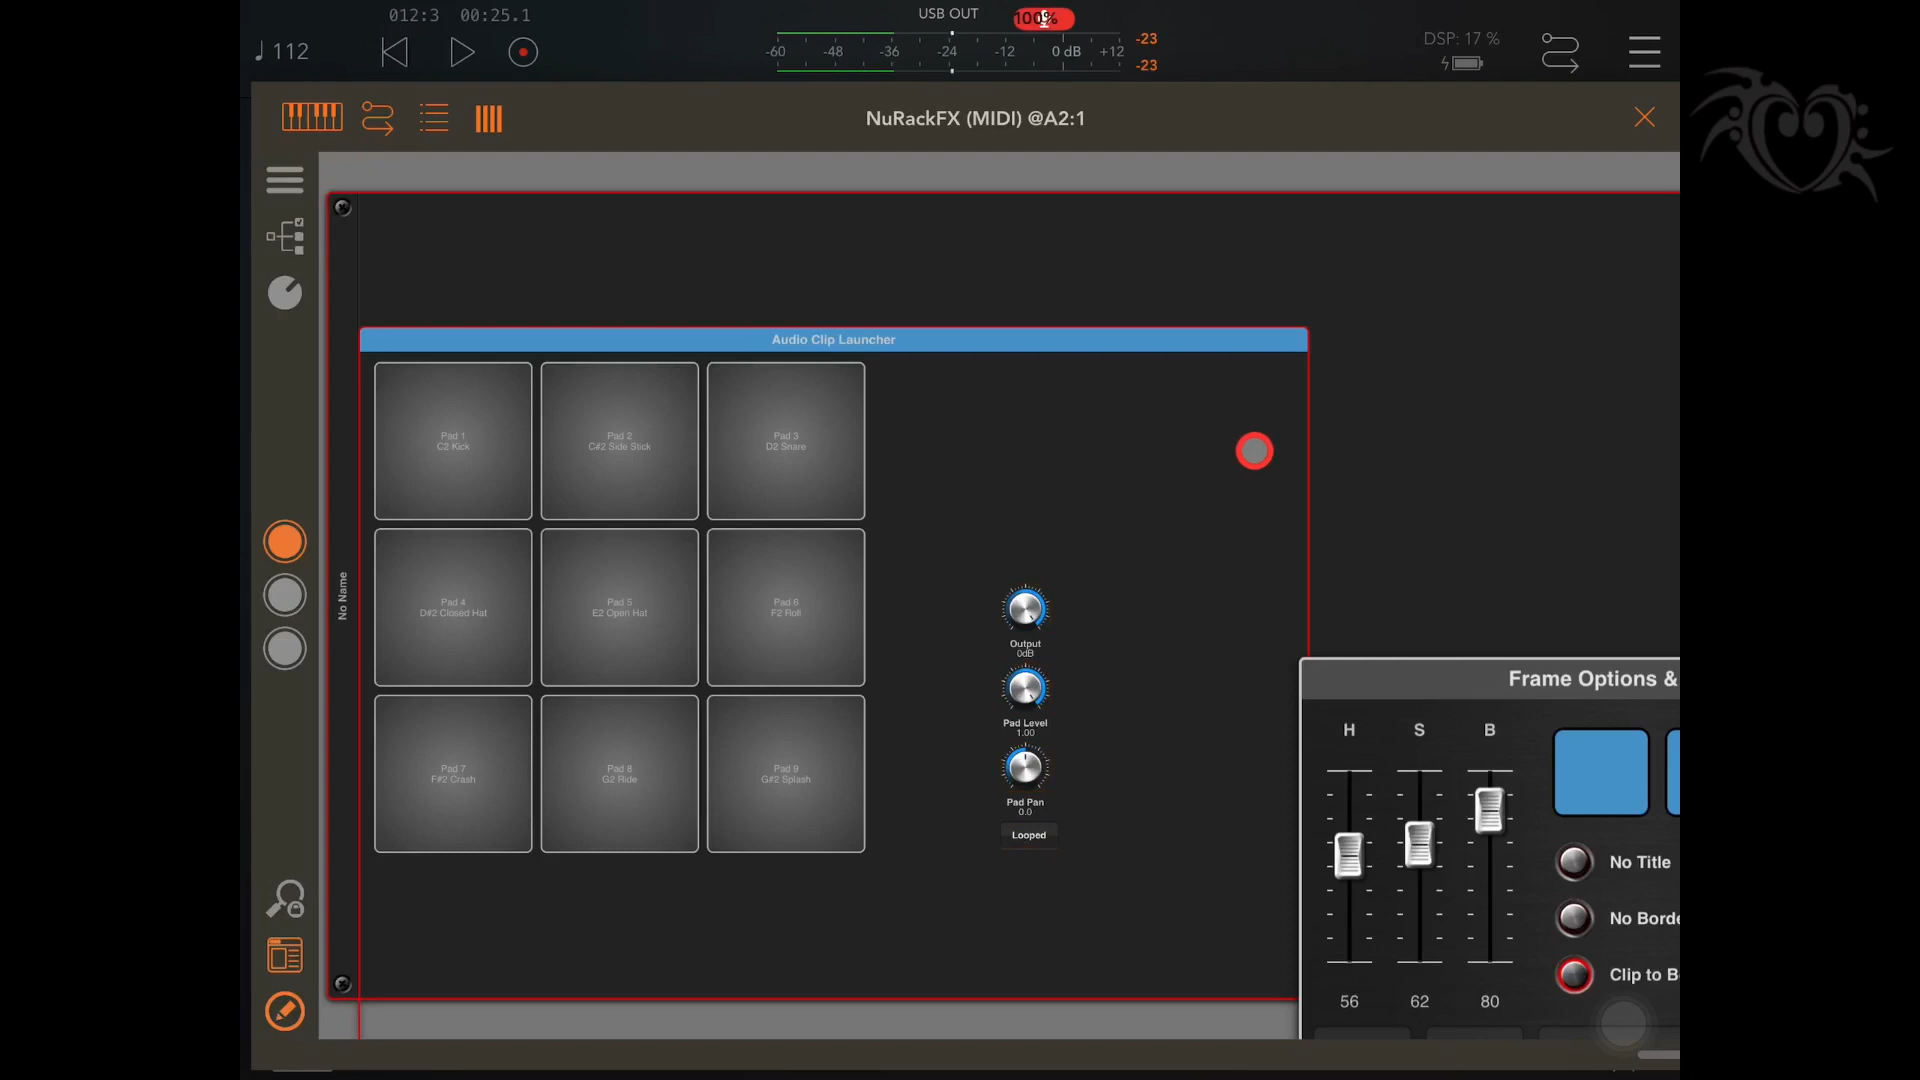 012:3 00:25.1
USB OUT
100%
112
-60 -48 -36 -24 -12 0 dB +12
-23
-23
DSP: 17 %
NuRackFX (MIDI) @A2:1
Audio Clip Launcher
Pad 1
C2 Kick
Pad 2
C#2 Side Stick
Pad 3
D2 Snare
Pad 4
D#2 Closed Hat
Pad 5
E2 Open Hat
Pad 6
F2 Roll
Pad 7
F#2 Crash
Pad 8
G2 Ride
Pad 9
G#2 Splash
No Name
Output
0dB
Pad Level
1.00
Pad Pan
0.0
Looped
Frame Options &
H S B
No Title
No Borde
Clip to B
56 62 80